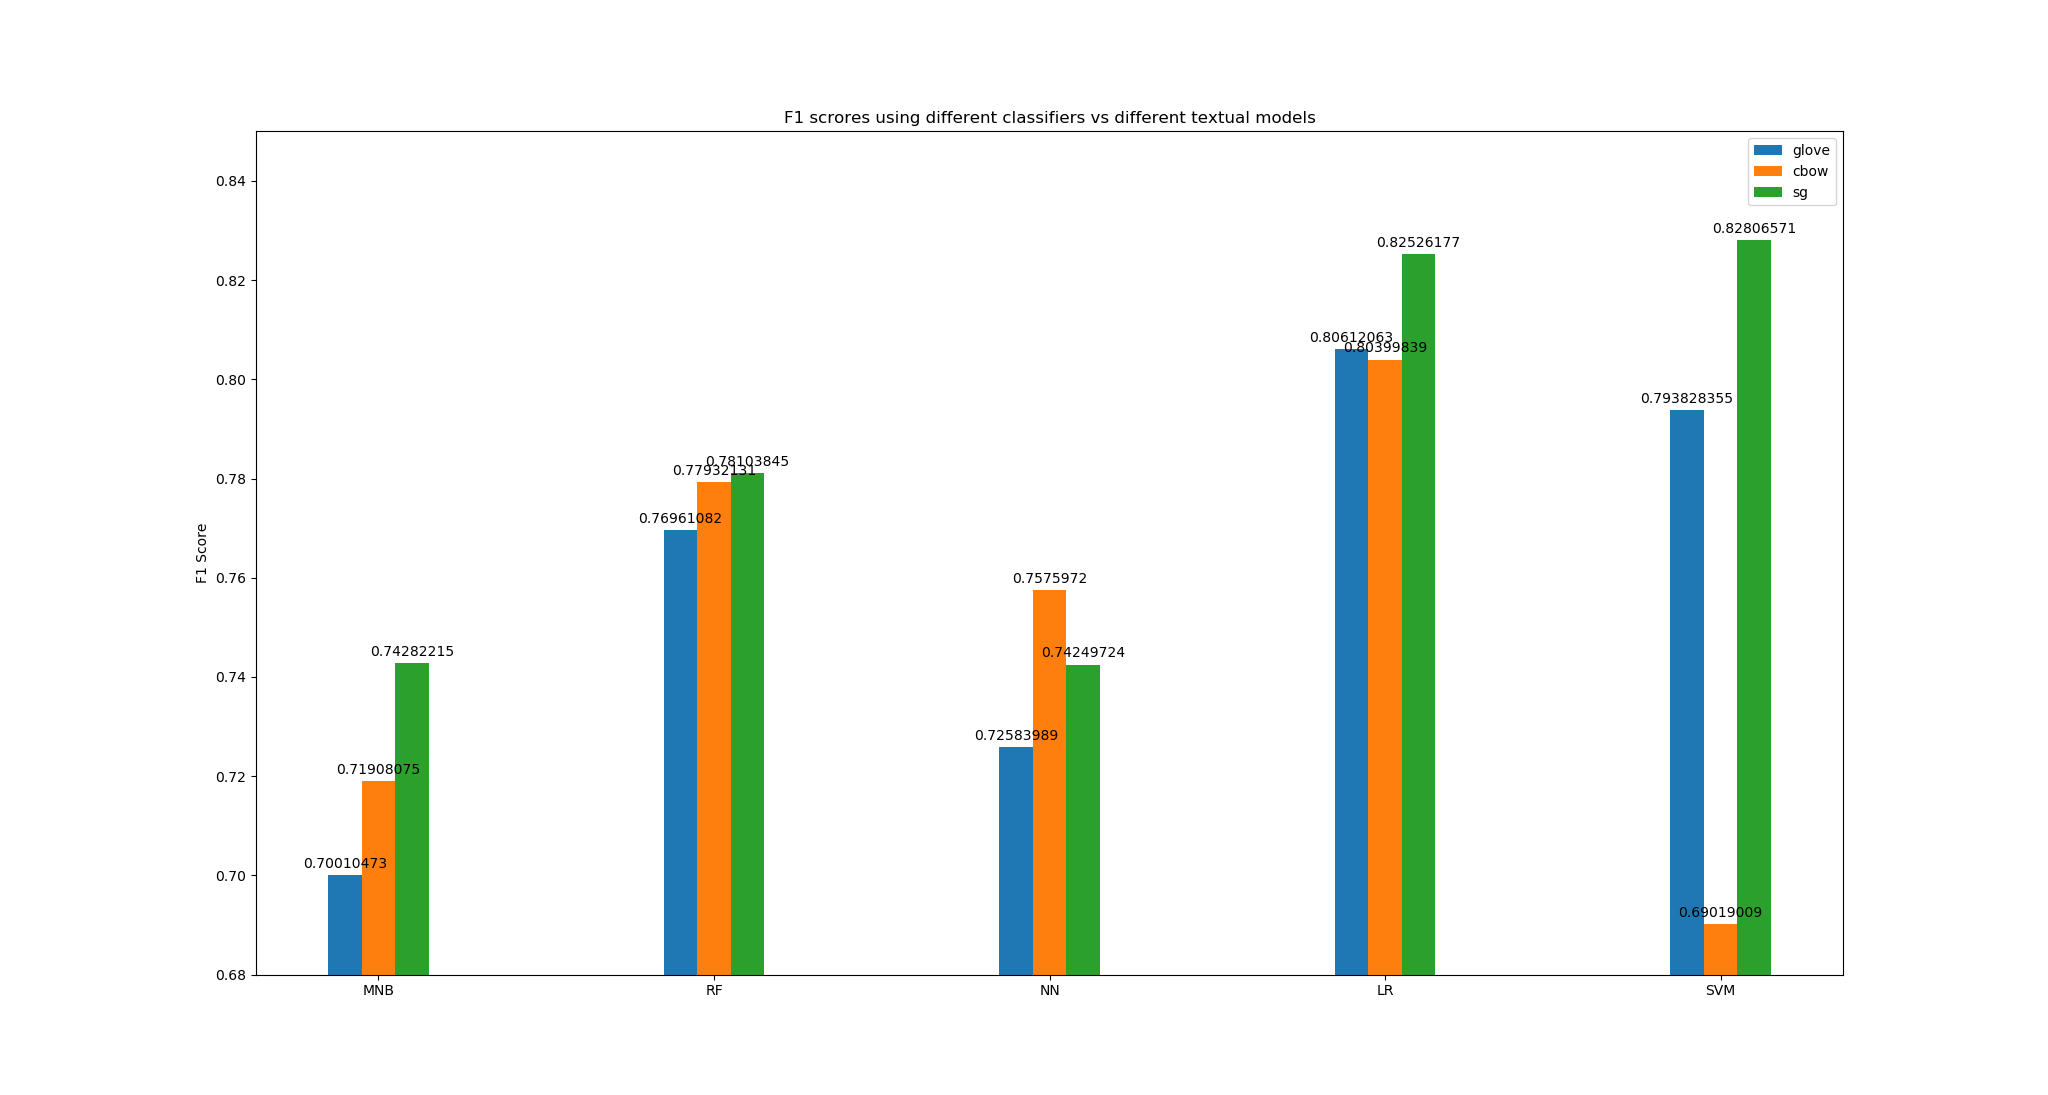 F1 scrores using different classifiers vs different textual models
glove
cbow
sg
F1 Score
0.84
0.82
0.80
0.78
0.76
0.74
0.72
0.70
0.68
0.70010473
0.71908075
0.74282215
0.76961082
0.77932131
0.78103845
0.72583989
0.7575972
0.74249724
0.80612063
0.80399839
0.82526177
0.793828355
0.69019009
0.82806571
MNB
RF
NN
LR
SVM